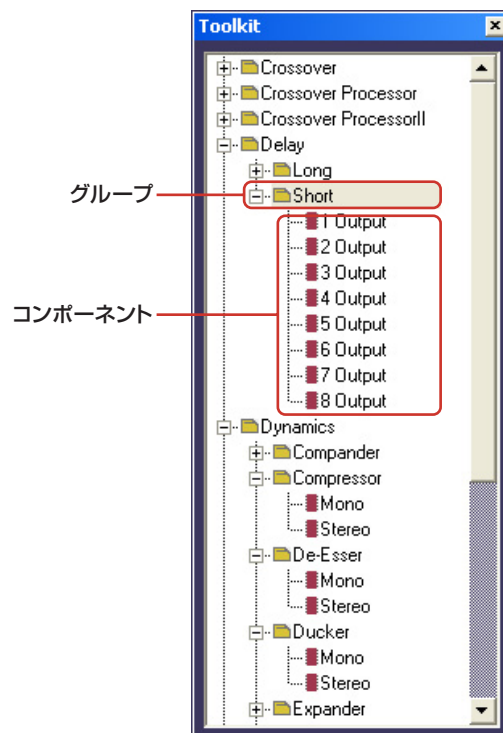 Toolkit
Crossover
Crossover Processor
Crossover ProcessorII
Delay
Long
グループ
Short
1 Output
2 Output
3 Output
4 Output
コンポーネント
5 Output
6 Output
7 Output
8 Output
Dynamics
Compander
Compressor
Mono
Stereo
De-Esser
Mono
Stereo
Ducker
Mono
Stereo
Expander